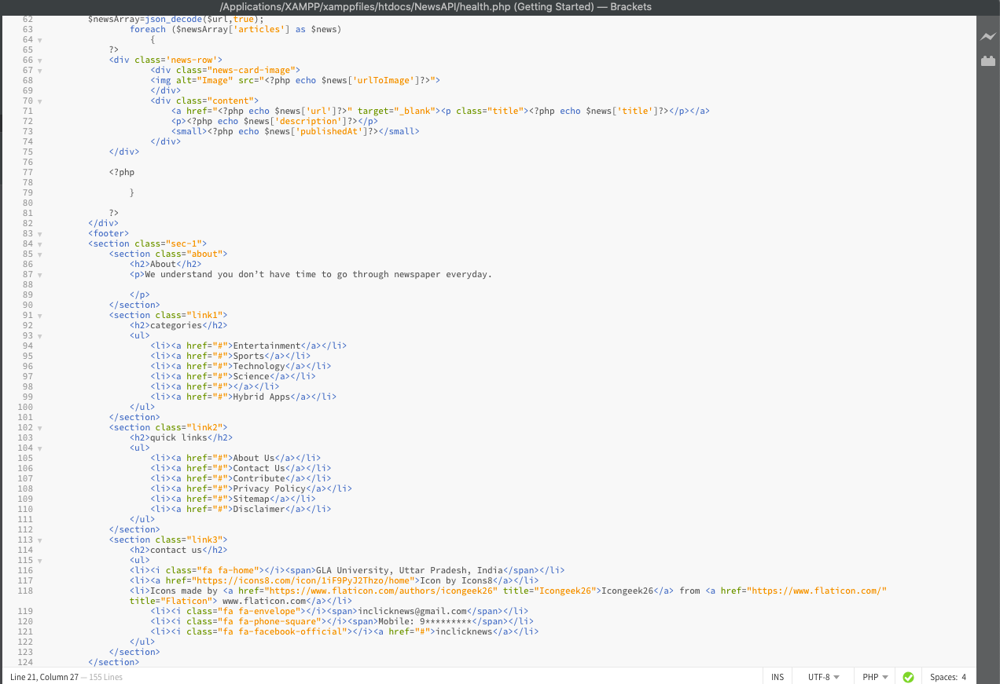 /Applications/XAMPP/xamppfiles/htdocs/NewsAPI/health.php (Getting Started) — Brackets
62 $newsArray=json_decode($url,true);
63 foreach ($newsArray['articles'] as $news)
64 {
65 ?>
66 <div class='news-row'>
67 <div class="news-card-image">
68 <img alt="Image" src="<?php echo $news['urlToImage']?>">
69 </div>
70 <div class="content">
71 <a href="<?php echo $news['url']?>" target="_blank"><p class="title"><?php echo $news['title']?></p></a>
72 <p><?php echo $news['description']?></p>
73 <small><?php echo $news['publishedAt']?></small>
74 </div>
75 </div>
76
77 <?php
78
79 }
80
81 ?>
82 </div>
83 <footer>
84 <section class="sec-1">
85 <section class="about">
86 <h2>About</h2>
87 <p>We understand you don’t have time to go through newspaper everyday.
88
89 </p>
90 </section>
91 <section class="link1">
92 <h2>categories</h2>
93 <ul>
94 <li><a href="#">Entertainment</a></li>
95 <li><a href="#">Sports</a></li>
96 <li><a href="#">Technology</a></li>
97 <li><a href="#">Science</a></li>
98 <li><a href="#"></a></li>
99 <li><a href="#">Hybrid Apps</a></li>
100 </ul>
101 </section>
102 <section class="link2">
103 <h2>quick links</h2>
104 <ul>
105 <li><a href="#">About Us</a></li>
106 <li><a href="#">Contact Us</a></li>
107 <li><a href="#">Contribute</a></li>
108 <li><a href="#">Privacy Policy</a></li>
109 <li><a href="#">Sitemap</a></li>
110 <li><a href="#">Disclaimer</a></li>
111 </ul>
112 </section>
113 <section class="link3">
114 <h2>contact us</h2>
115 <ul>
116 <li><i class="fa fa-home"></i><span>GLA University, Uttar Pradesh, India</span></li>
117 <li><a href="https://icons8.com/icon/1iF9PyJ2Thzo/home">Icon by Icons8</a></li>
118 <li>Icons made by <a href="https://www.flaticon.com/authors/icongeek26" title="Icongeek26">Icongeek26</a> from <a href="https://www.flaticon.com/"
title="Flaticon"> www.flaticon.com</a></li>
119 <li><i class="fa fa-envelope"></i><span>inclicknews@gmail.com</span></li>
120 <li><i class="fa fa-phone-square"></i><span>Mobile: 9*********</span></li>
121 <li><i class="fa fa-facebook-official"></i><a href="#">inclicknews</a></li>
122 </ul>
123 </section>
124 </section>
Line 21, Column 27 — 155 Lines INS UTF-8 PHP Spaces: 4